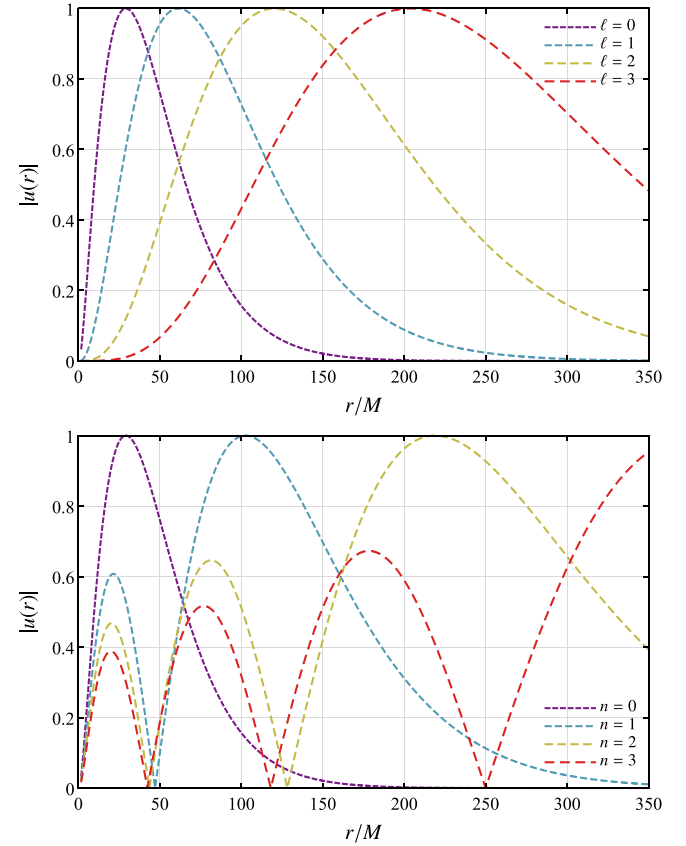 1
0.8
0.6
0.4
0.2
0
|u(r)|
ℓ = 0
ℓ = 1
ℓ = 2
ℓ = 3
0 50 100 150 200 250 300 350
r/M
1
0.8
0.6
0.4
0.2
0
|u(r)|
n = 0
n = 1
n = 2
n = 3
0 50 100 150 200 250 300 350
r/M